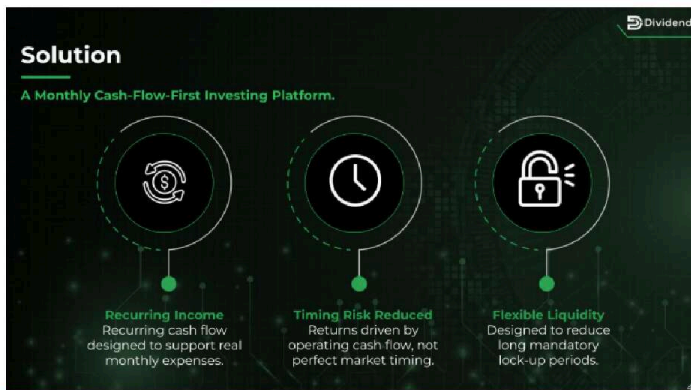 Dividend
Solution
A Monthly Cash-Flow-First Investing Platform.
Recurring Income
Recurring cash flow
designed to support real
monthly expenses.
Timing Risk Reduced
Returns driven by
operating cash flow, not
perfect market timing.
Flexible Liquidity
Designed to reduce
long mandatory
lock-up periods.